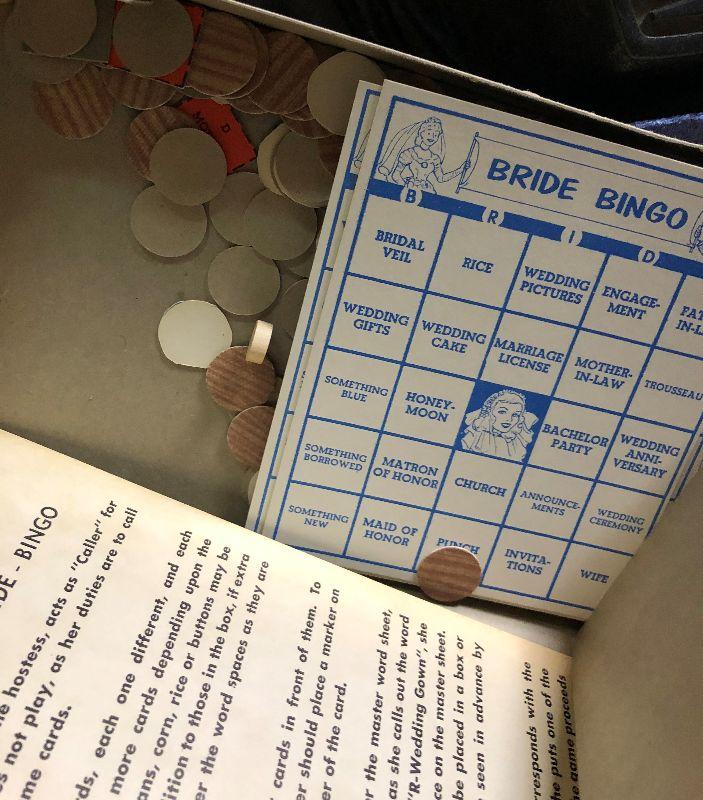 D
MO
BRIDE BINGO
B R I D
BRIDAL
VEIL
RICE
WEDDING
PICTURES
ENGAGE-
MENT
WEDDING
GIFTS
WEDDING
CAKE
MARRIAGE
LICENSE
MOTHER-
IN-LAW
TROUSSEAU
SOMETHING
BLUE
HONEY-
MOON
BACHELOR
PARTY
WEDDING
ANNI-
VERSARY
SOMETHING
BORROWED
MATRON
OF HONOR
CHURCH
ANNOUNCE-
MENTS
WEDDING
CEREMONY
SOMETHING
NEW
MAID OF
HONOR
PUNCH
INVITA-
TIONS
WIFE
DE - BINGO
hostess, acts as "Caller" for
not play, as her duties are to call
me cards.
each one different, and each
more cards depending upon the
corn, rice or buttons may be
ition to those in the box, if extra
the word spaces as they are
cards in front of them. To
er should place a marker on
er of the card.
the master word sheet,
as she calls out the word
"R-Wedding Gown", she
ce on the master sheet.
be placed in a box or
seen in advance by
rresponds with the
he puts one of the
the game proceeds